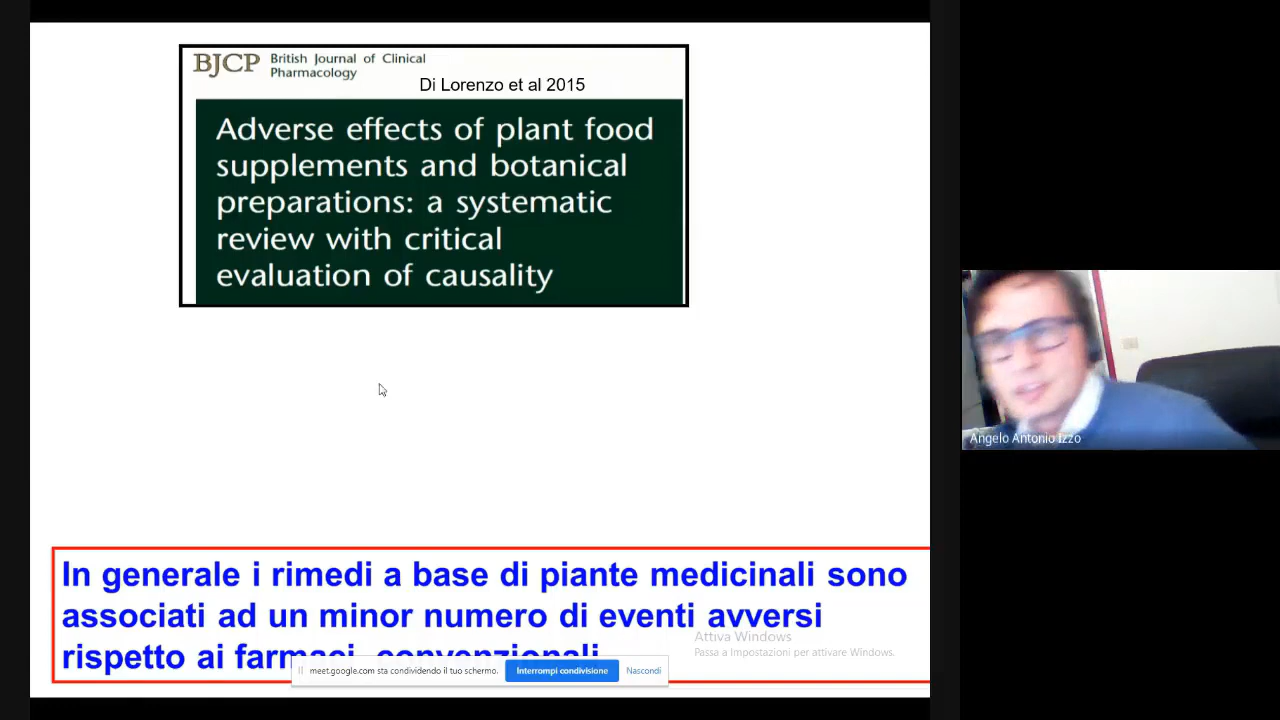 BJCP British Journal of Clinical
Pharmacology
Di Lorenzo et al 2015
Adverse effects of plant food
supplements and botanical
preparations: a systematic
review with critical
evaluation of causality
Angelo Antonio Izzo
In generale i rimedi a base di piante medicinali sono
associati ad un minor numero di eventi avversi
rispetto ai farmaci convenzionali
Attiva Windows
Passa a Impostazioni per attivare Windows.
meet.google.com sta condividendo il tuo schermo. Interrompi condivisione Nascondi